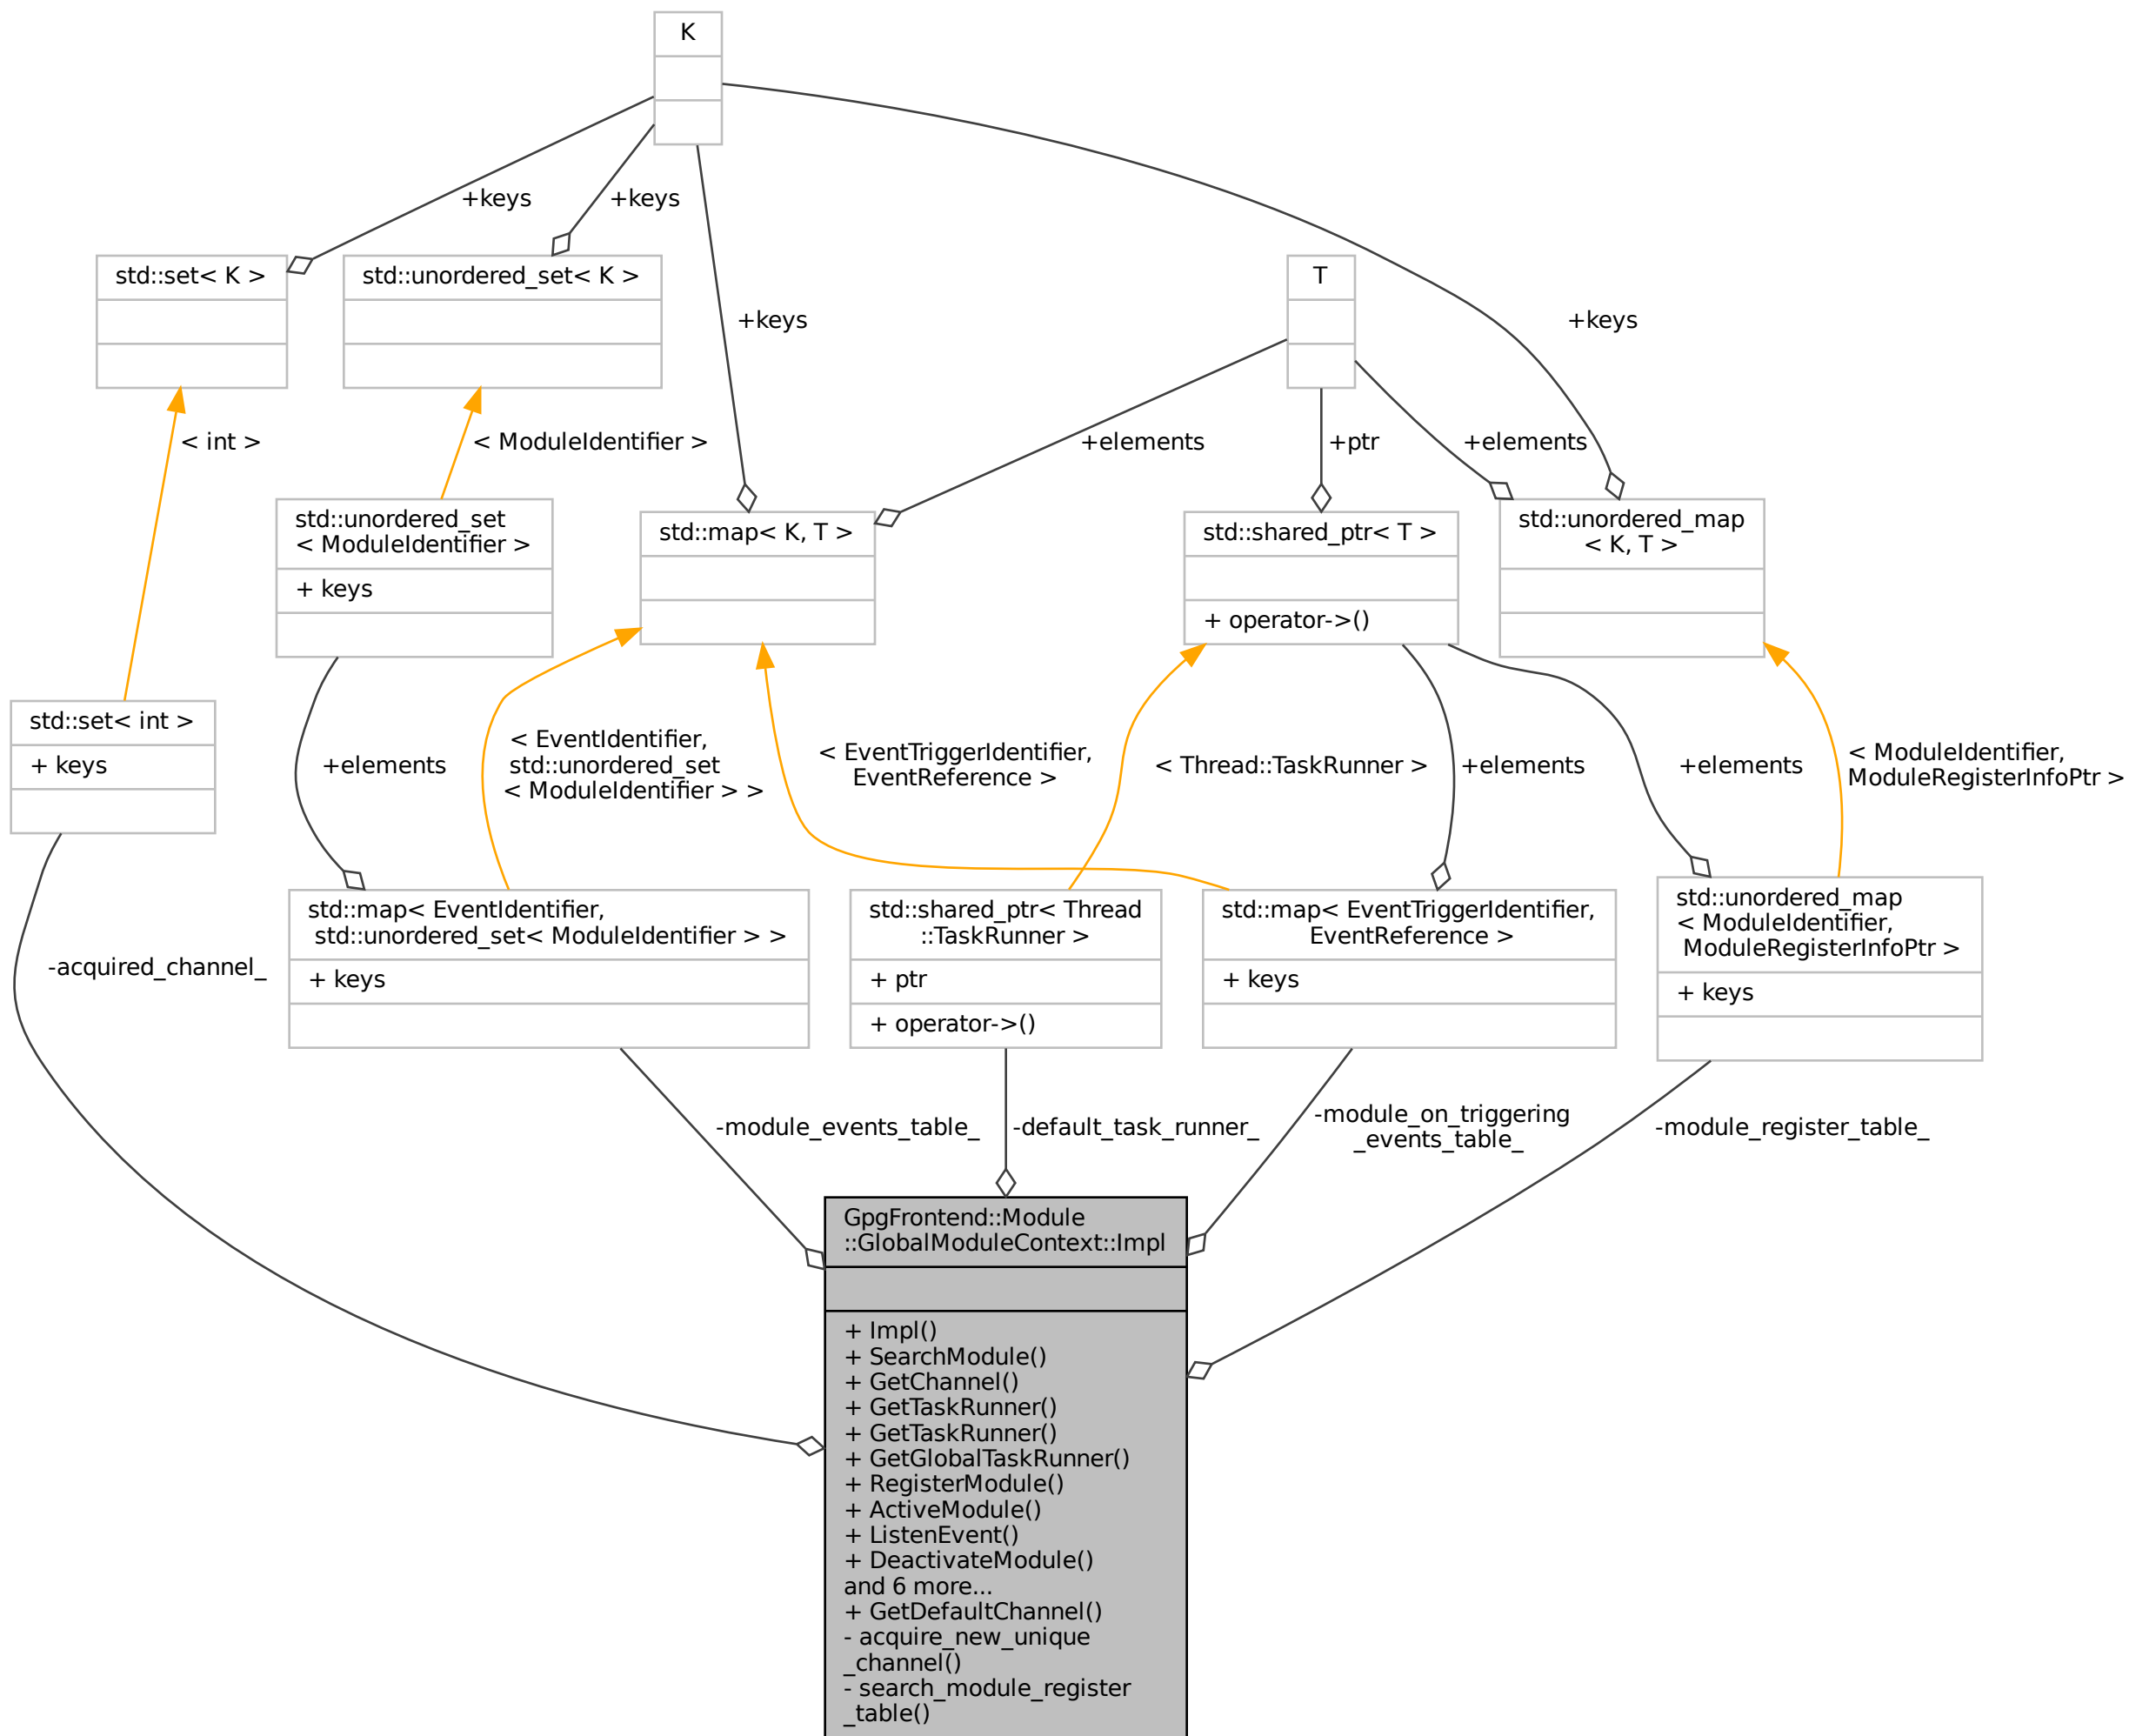 K
+keys
+keys
std::set< K >
std::unordered_set< K >
T
+keys
+keys
< int >
< ModuleIdentifier >
+elements
+ptr
+elements
std::unordered_set
< ModuleIdentifier >
+ keys
std::map< K, T >
std::shared_ptr< T >
+ operator->()
std::unordered_map
< K, T >
std::set< int >
+ keys
+elements
< EventIdentifier,
std::unordered_set
< ModuleIdentifier > >
< EventTriggerIdentifier,
EventReference >
< Thread::TaskRunner >
+elements
+elements
< ModuleIdentifier,
ModuleRegisterInfoPtr >
-acquired_channel_
std::map< EventIdentifier,
std::unordered_set< ModuleIdentifier > >
+ keys
std::shared_ptr< Thread
::TaskRunner >
+ ptr
+ operator->()
std::map< EventTriggerIdentifier,
EventReference >
+ keys
std::unordered_map
< ModuleIdentifier,
ModuleRegisterInfoPtr >
+ keys
-module_events_table_
-default_task_runner_
-module_on_triggering
_events_table_
-module_register_table_
GpgFrontend::Module
::GlobalModuleContext::Impl
+ Impl()
+ SearchModule()
+ GetChannel()
+ GetTaskRunner()
+ GetTaskRunner()
+ GetGlobalTaskRunner()
+ RegisterModule()
+ ActiveModule()
+ ListenEvent()
+ DeactivateModule()
and 6 more...
+ GetDefaultChannel()
- acquire_new_unique
_channel()
- search_module_register
_table()